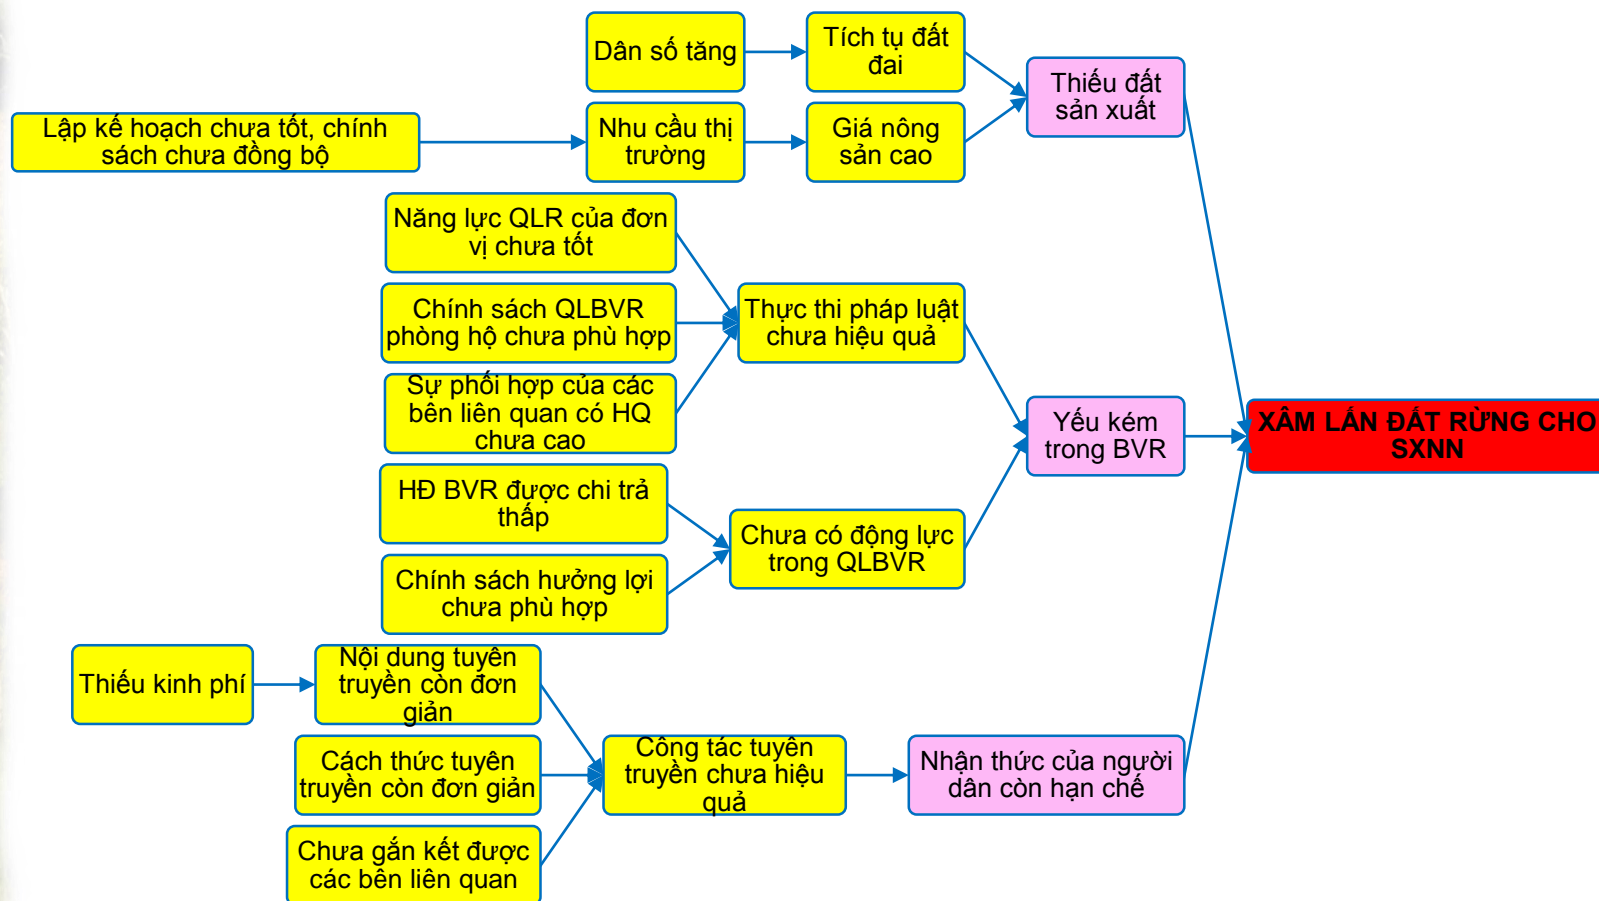 Dân số tăng
Tích tụ đất
đai
Thiếu đất
sản xuất
Lập kế hoạch chưa tốt, chính
sách chưa đồng bộ
Nhu cầu thị
trường
Giá nông
sản cao
Năng lực QLR của đơn
vị chưa tốt
Chính sách QLBVR
phòng hộ chưa phù hợp
Sự phối hợp của các
bên liên quan có HQ
chưa cao
Thực thi pháp luật
chưa hiệu quả
HĐ BVR được chi trả
thấp
Chính sách hưởng lợi
chưa phù hợp
Chưa có động lực
trong QLBVR
Yếu kém
trong BVR
XÂM LẤN ĐẤT RỪNG CHO
SXNN
Thiếu kinh phí
Nội dung tuyên
truyền còn đơn
giản
Cách thức tuyên
truyền còn đơn giản
Chưa gắn kết được
các bên liên quan
Công tác tuyên
truyền chưa hiệu
quả
Nhận thức của người
dân còn hạn chế